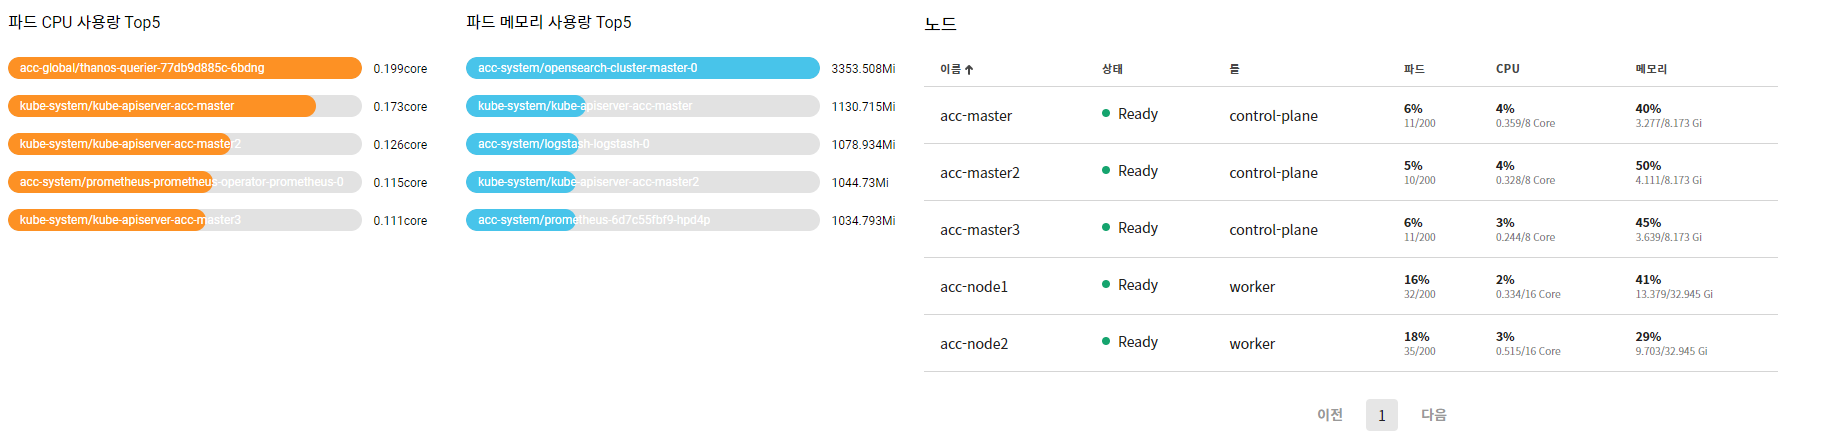 파드 CPU 사용량 Top5
acc-global/thanos-querier-77db9d885c-6bdng 0.199core
kube-system/kube-apiserver-acc-master 0.173core
kube-system/kube-apiserver-acc-master2 0.126core
acc-system/prometheus-prometheus-operator-prometheus-0 0.115core
kube-system/kube-apiserver-acc-master3 0.111core
파드 메모리 사용량 Top5
acc-system/opensearch-cluster-master-0 3353.508Mi
kube-system/kube-apiserver-acc-master 1130.715Mi
acc-system/logstash-logstash-0 1078.934Mi
kube-system/kube-apiserver-acc-master2 1044.73Mi
acc-system/prometheus-6d7c55fbf9-hpd4p 1034.793Mi
노드
이름 상태 롤 파드 CPU 메모리
acc-master Ready control-plane 6% 4% 40%
11/200 0.359/8 Core 3.277/8.173 Gi
acc-master2 Ready control-plane 5% 4% 50%
10/200 0.328/8 Core 4.111/8.173 Gi
acc-master3 Ready control-plane 6% 3% 45%
11/200 0.244/8 Core 3.639/8.173 Gi
acc-node1 Ready worker 16% 2% 41%
32/200 0.334/16 Core 13.379/32.945 Gi
acc-node2 Ready worker 18% 3% 29%
35/200 0.515/16 Core 9.703/32.945 Gi
이전 1 다음